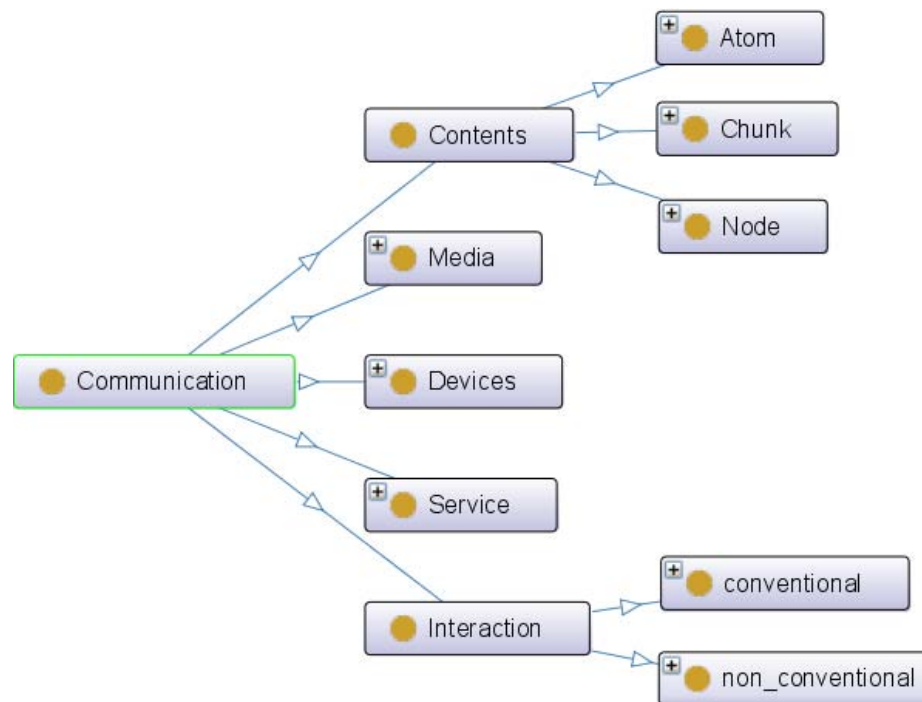 Atom
Contents
Chunk
Node
Media
Communication
Devices
Service
conventional
Interaction
non_conventional